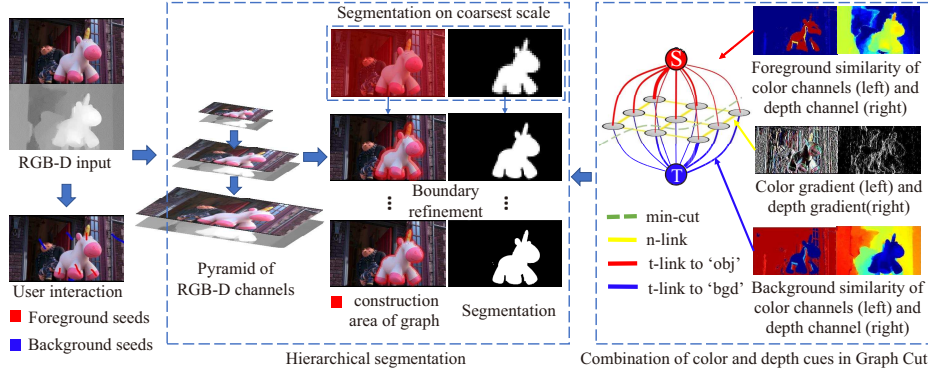 RGB-D input
User interaction
Foreground seeds
Background seeds
Segmentation on coarsest scale
Pyramid of
RGB-D channels
Boundary
refinement
construction
area of graph
Segmentation
Hierarchical segmentation
S
T
min-cut
n-link
t-link to ‘obj’
t-link to ‘bgd’
Foreground similarity of
color channels (left) and
depth channel (right)
Color gradient (left) and
depth gradient(right)
Background similarity of
color channels (left) and
depth channel (right)
Combination of color and depth cues in Graph Cut